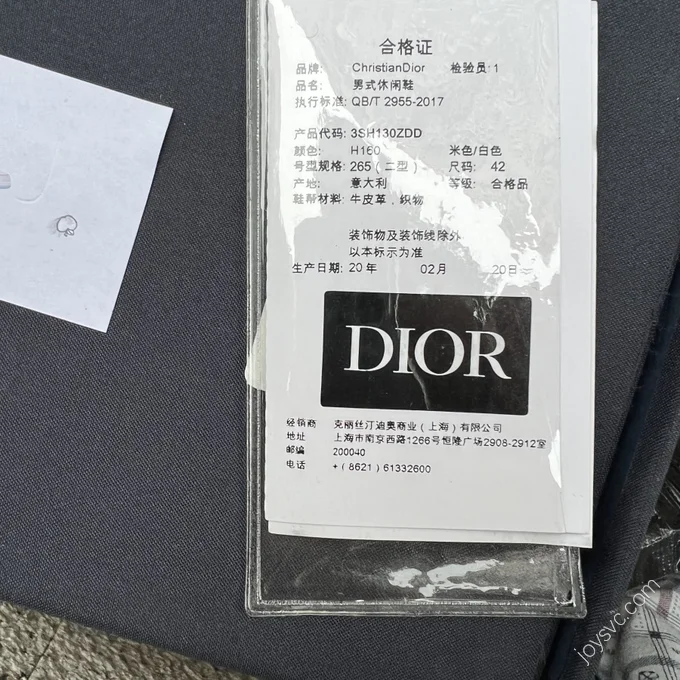 合格证
品牌: ChristianDior 检验员: 1
品名: 男式休闲鞋
执行标准: QB/T 2955-2017
产品代码: 3SH130ZDD
颜色: H160 米色/白色
号型规格: 265 (二型) 尺码: 42
产地: 意大利 等级: 合格品
鞋帮材料: 牛皮革, 织物
装饰物及装饰线除外
以本标示为准
生产日期: 20年 02月 20日
DIOR
经销商 克丽丝汀迪奥商业 (上海) 有限公司
地址 上海市南京西路1266号恒隆广场2908-2912室
邮编 200040
电话 + (8621) 61332600
joysvc.com